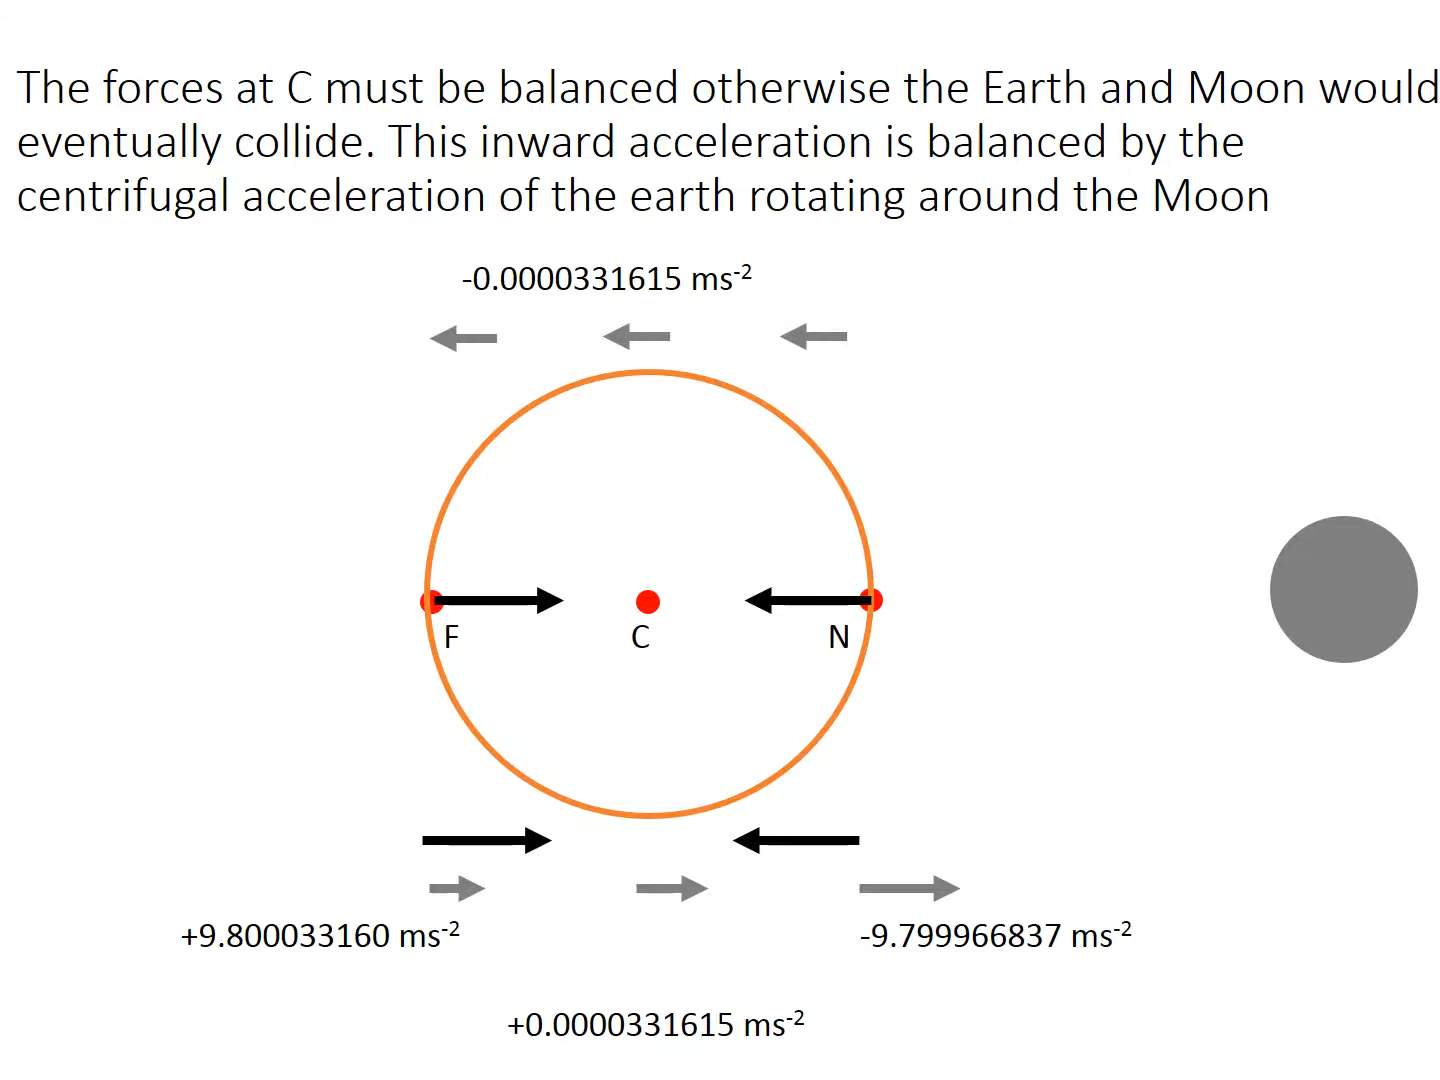 The forces at C must be balanced otherwise the Earth and Moon would
eventually collide. This inward acceleration is balanced by the
centrifugal acceleration of the earth rotating around the Moon
-0.0000331615 ms⁻²
F
C
N
+9.800033160 ms⁻²
-9.799966837 ms⁻²
+0.0000331615 ms⁻²